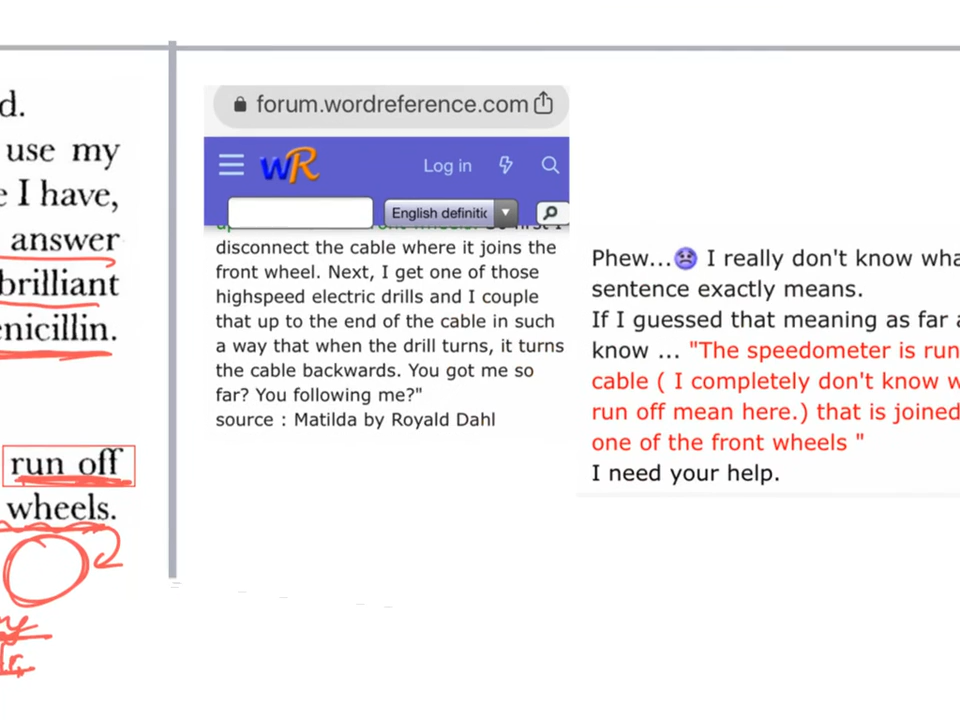 d.
use my
e I have,
answer
brilliant
enicillin.
run off
wheels.
forum.wordreference.com
WR
Log in
English definitic
disconnect the cable where it joins the
front wheel. Next, I get one of those
highspeed electric drills and I couple
that up to the end of the cable in such
a way that when the drill turns, it turns
the cable backwards. You got me so
far? You following me?"
source : Matilda by Royald Dahl
Phew... I really don't know wha
sentence exactly means.
If I guessed that meaning as far a
know ... "The speedometer is run
cable ( I completely don't know w
run off mean here.) that is joined
one of the front wheels "
I need your help.